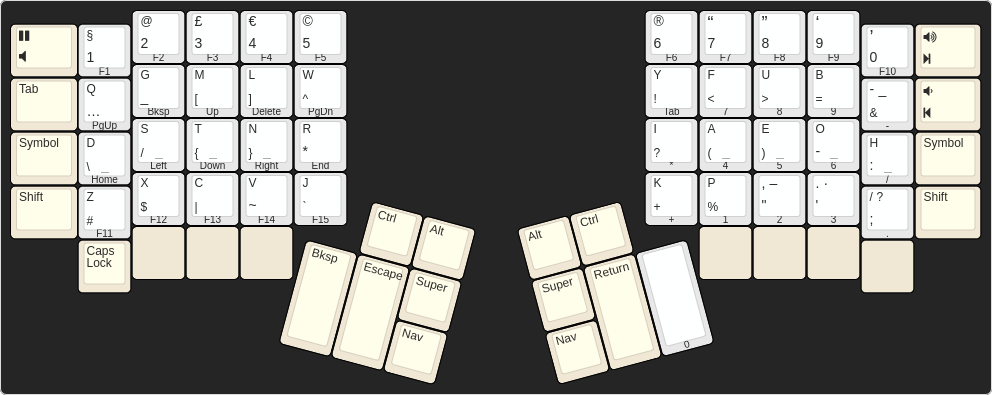 @ £ € ©
2 3 4 5
F2 F3 F4 F5
§
1
F1
G M L W
_ [ ] ^
Bksp Up Delete PgDn
Tab
Q
…
PgUp
S T N R
/ _ { _ } _ *
Left Down Right End
Symbol
D
\ _
Home
X C V J
$ | ~ `
F12 F13 F14 F15
Shift
Z
#
F11
Caps
Lock
Ctrl
Alt
Bksp
Escape
Super
Nav
® “ ” ‘
6 7 8 9
F6 F7 F8 F9
’
0
F10
Y F U B
! < > =
Tab 7 8 9
- _
&
-
I A E O
? ( _ ) _ - _
* 4 5 6
H
: _
/
Symbol
K P , – . ·
+ % " '
+ 1 2 3
/ ?
;
.
Shift
Ctrl
Alt
Return
Super
Nav
0